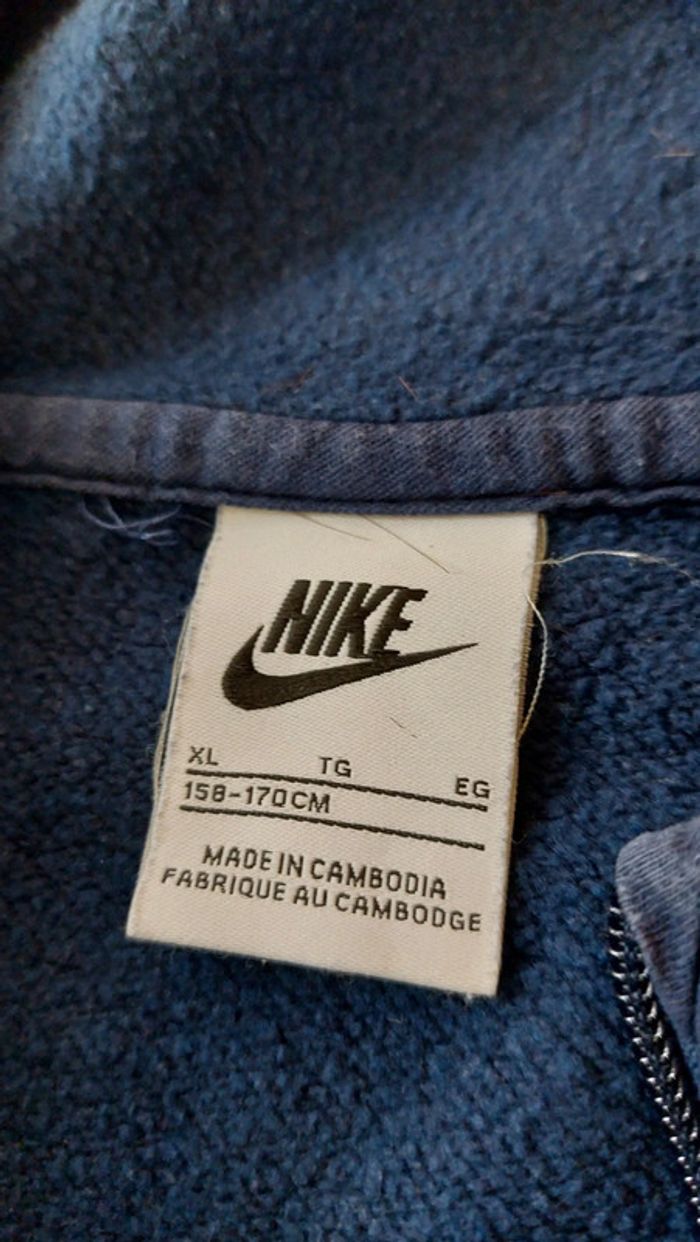 NIKE
XL TG EG
158-170CM
MADE IN CAMBODIA
FABRIQUE AU CAMBODGE